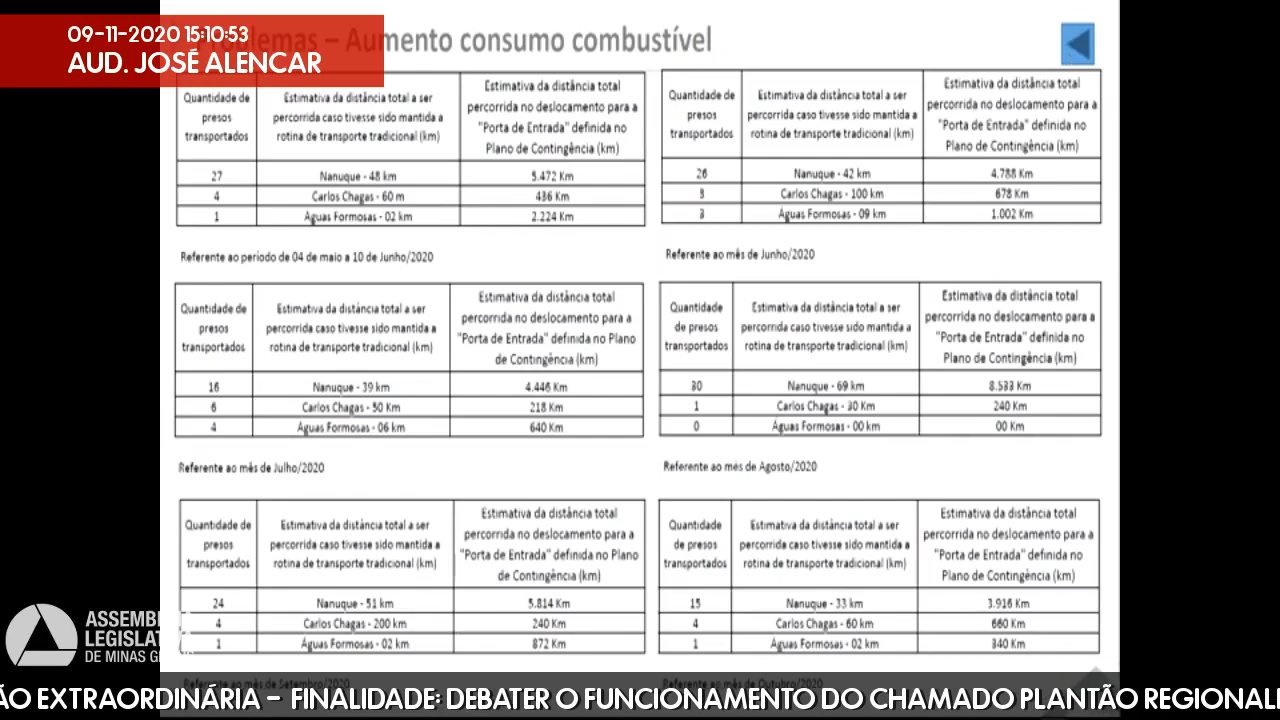 09-11-2020 15:10:53
AUD. JOSÉ ALENCAR
Problemas – Aumento consumo combustível
Quantidade de presos transportados
Estimativa da distância total a ser percorrida caso tivesse sido mantida a rotina de transporte tradicional (km)
Estimativa da distância total percorrida no deslocamento para a "Porta de Entrada" definida no Plano de Contingência (km)
27 Nanuque - 48 km 5.472 Km
4 Carlos Chagas - 60 m 436 Km
1 Águas Formosas - 02 km 2.224 Km
Referente ao período de 04 de maio a 10 de Junho/2020
Quantidade de presos transportados
Estimativa da distância total a ser percorrida caso tivesse sido mantida a rotina de transporte tradicional (km)
Estimativa da distância total percorrida no deslocamento para a "Porta de Entrada" definida no Plano de Contingência (km)
26 Nanuque - 42 km 4.788 Km
3 Carlos Chagas - 100 km 678 Km
3 Águas Formosas - 09 km 1.002 Km
Referente ao mês de Junho/2020
Quantidade de presos transportados
Estimativa da distância total a ser percorrida caso tivesse sido mantida a rotina de transporte tradicional (km)
Estimativa da distância total percorrida no deslocamento para a "Porta de Entrada" definida no Plano de Contingência (km)
16 Nanuque - 39 km 4.446 Km
6 Carlos Chagas - 50 Km 218 Km
4 Águas Formosas - 06 km 640 Km
Referente ao mês de Julho/2020
Quantidade de presos transportados
Estimativa da distância total a ser percorrida caso tivesse sido mantida a rotina de transporte tradicional (km)
Estimativa da distância total percorrida no deslocamento para a "Porta de Entrada" definida no Plano de Contingência (km)
30 Nanuque - 69 km 8.533 Km
1 Carlos Chagas - 30 Km 240 Km
0 Águas Formosas - 00 km 00 Km
Referente ao mês de Agosto/2020
Quantidade de presos transportados
Estimativa da distância total a ser percorrida caso tivesse sido mantida a rotina de transporte tradicional (km)
Estimativa da distância total percorrida no deslocamento para a "Porta de Entrada" definida no Plano de Contingência (km)
24 Nanuque - 51 km 5.814 Km
4 Carlos Chagas - 200 km 240 Km
1 Águas Formosas - 02 km 872 Km
Referente ao mês de Setembro/2020
Quantidade de presos transportados
Estimativa da distância total a ser percorrida caso tivesse sido mantida a rotina de transporte tradicional (km)
Estimativa da distância total percorrida no deslocamento para a "Porta de Entrada" definida no Plano de Contingência (km)
15 Nanuque - 33 km 3.916 Km
4 Carlos Chagas - 60 km 660 Km
1 Águas Formosas - 02 km 340 Km
Referente ao mês de Outubro/2020
ASSEMBL
LEGISLAT
DE MINAS G
ÃO EXTRAORDINÁRIA – FINALIDADE: DEBATER O FUNCIONAMENTO DO CHAMADO PLANTÃO REGIONAL